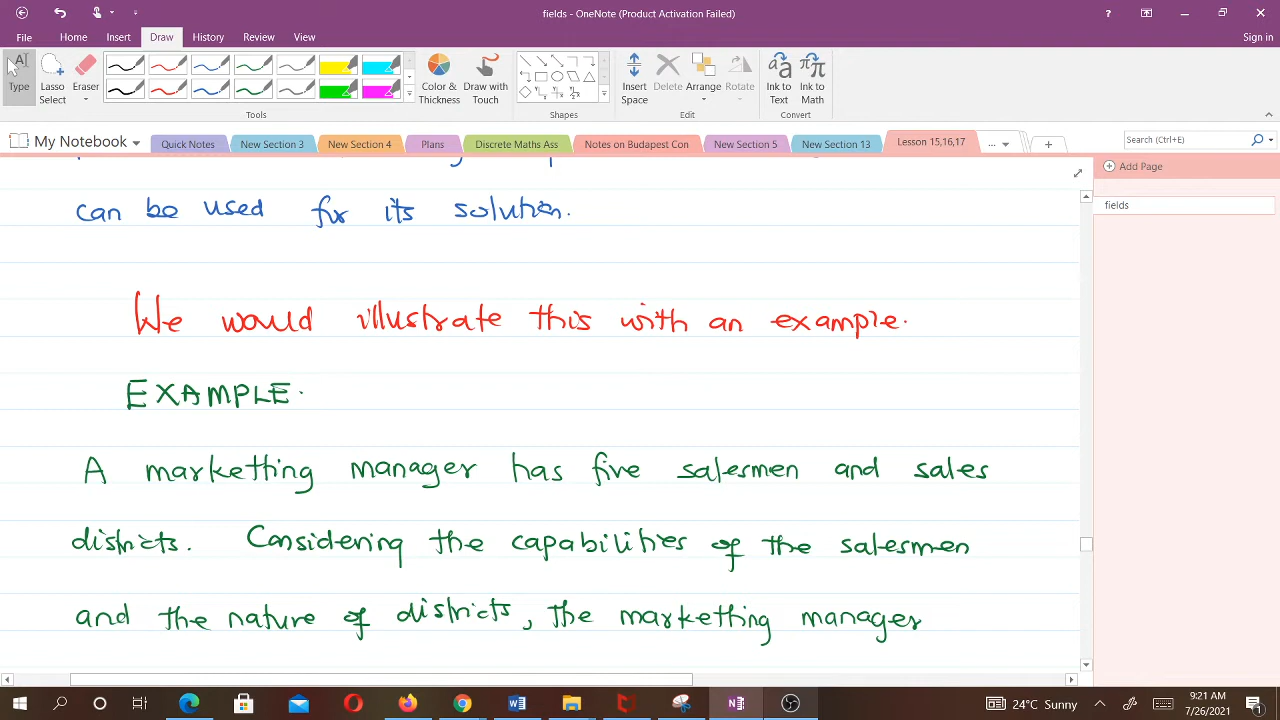 fields - OneNote (Product Activation Failed)
File Home Insert Draw History Review View Sign in
Type Lasso Select Eraser Color & Thickness Draw with Touch Insert Space Delete Arrange Rotate Ink to Text Ink to Math
Tools Shapes Edit Convert
My Notebook Quick Notes New Section 3 New Section 4 Plans Discrete Maths Ass Notes on Budapest Con New Section 5 New Section 13 Lesson 15,16,17 ... Search (Ctrl+E)
Add Page
fields
can be used for its solution.
We would illustrate this with an example.
EXAMPLE.
A marketting manager has five salesmen and sales
districts. Considering the capabilities of the salesmen
and the nature of districts, the marketting manager
24°C Sunny 9:21 AM
7/26/2021